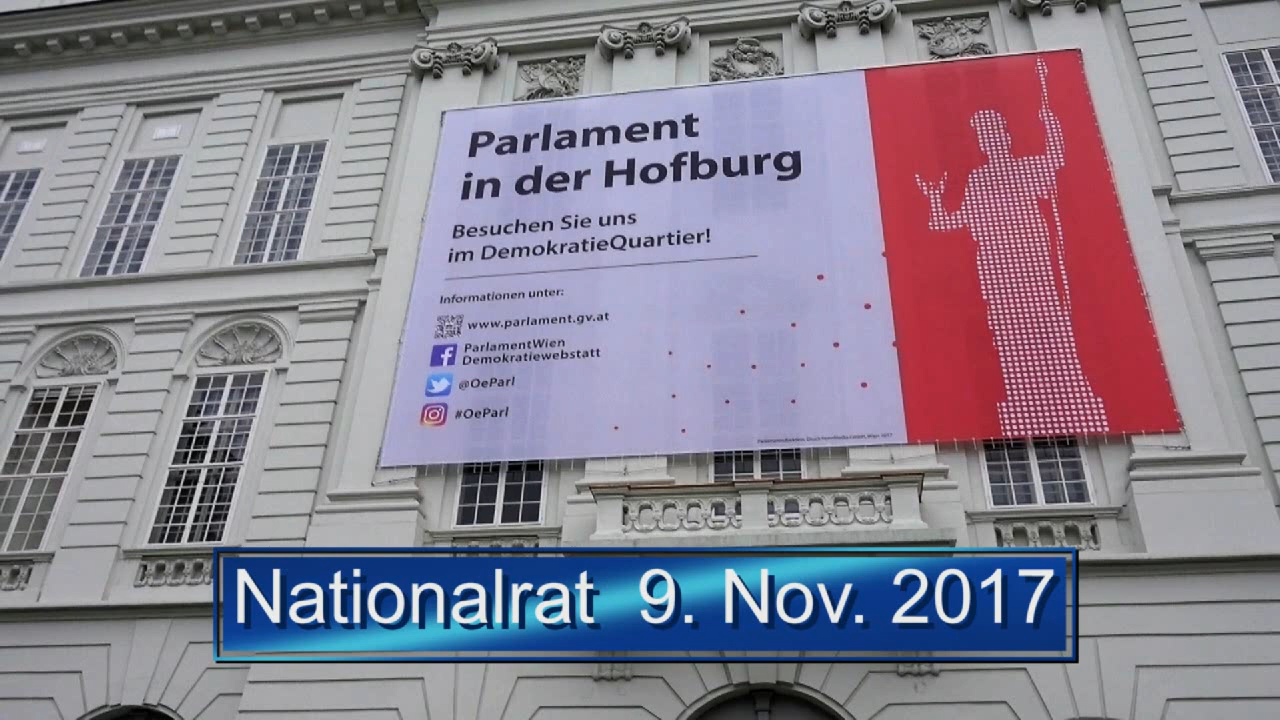 Parlament
in der Hofburg
Besuchen Sie uns
im DemokratieQuartier!
Informationen unter:
www.parlament.gv.at
ParlamentWien
Demokratiewebstatt
@OeParl
#OeParl
Nationalrat 9. Nov. 2017